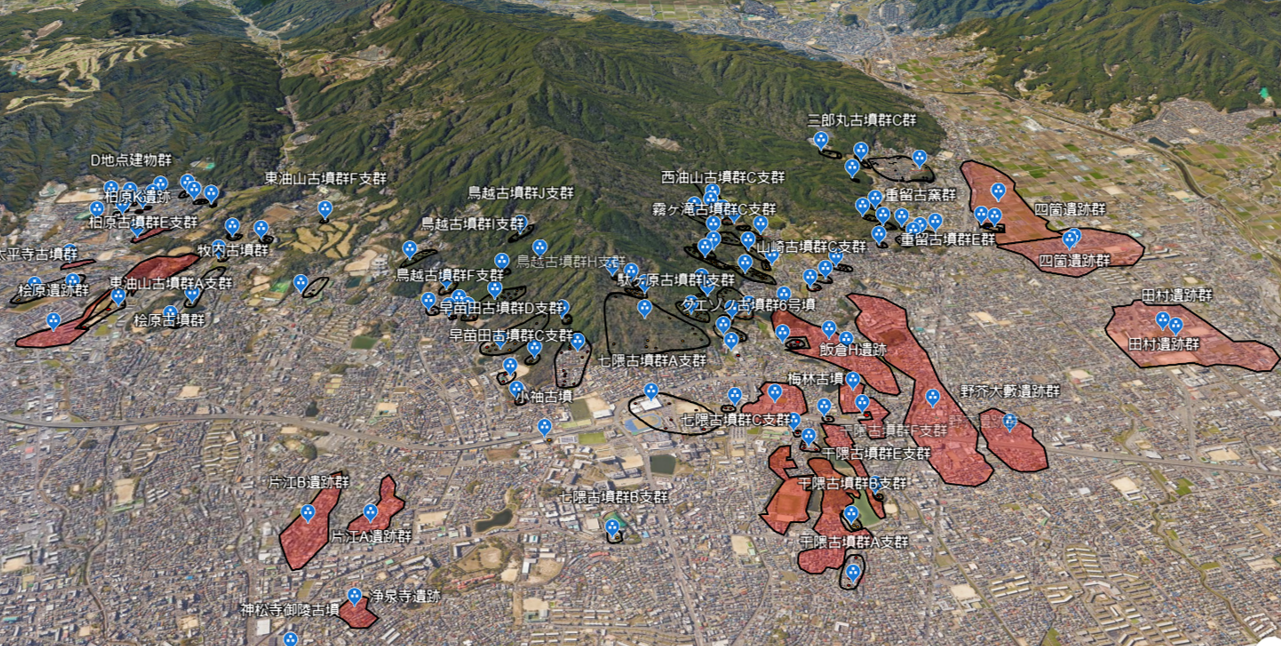 二郎丸古墳群C群
D地点建物群
東油山古墳群F支群
西油山古墳群C支群
鳥越古墳群J支群
柏原K遺跡
重留古窯群
霧ヶ滝古墳群C支群
四箇遺跡群
柏原古墳群E支群
鳥越古墳群I支群
重留古墳群E群
牧内古墳群
山崎古墳群C支群
太平寺古墳群
鳥越古墳群H支群
四箇遺跡群
鳥越古墳群F支群
駄ヶ原古墳群I支群
東油山古墳群A支群
桧原遺跡群
田村遺跡群
早苗田古墳群D支群
クエゾノ古墳群6号墳
桧原古墳群
早苗田古墳群C支群
田村遺跡群
飯倉H遺跡
七隈古墳群A支群
梅林古墳
野芥大藪遺跡群
小袖古墳
七隈古墳群C支群
干隈古墳群F支群
干隈古墳群E支群
片江B遺跡群
干隈古墳群B支群
七隈古墳群B支群
片江A遺跡群
干隈古墳群A支群
浄泉寺遺跡
神松寺御陵古墳